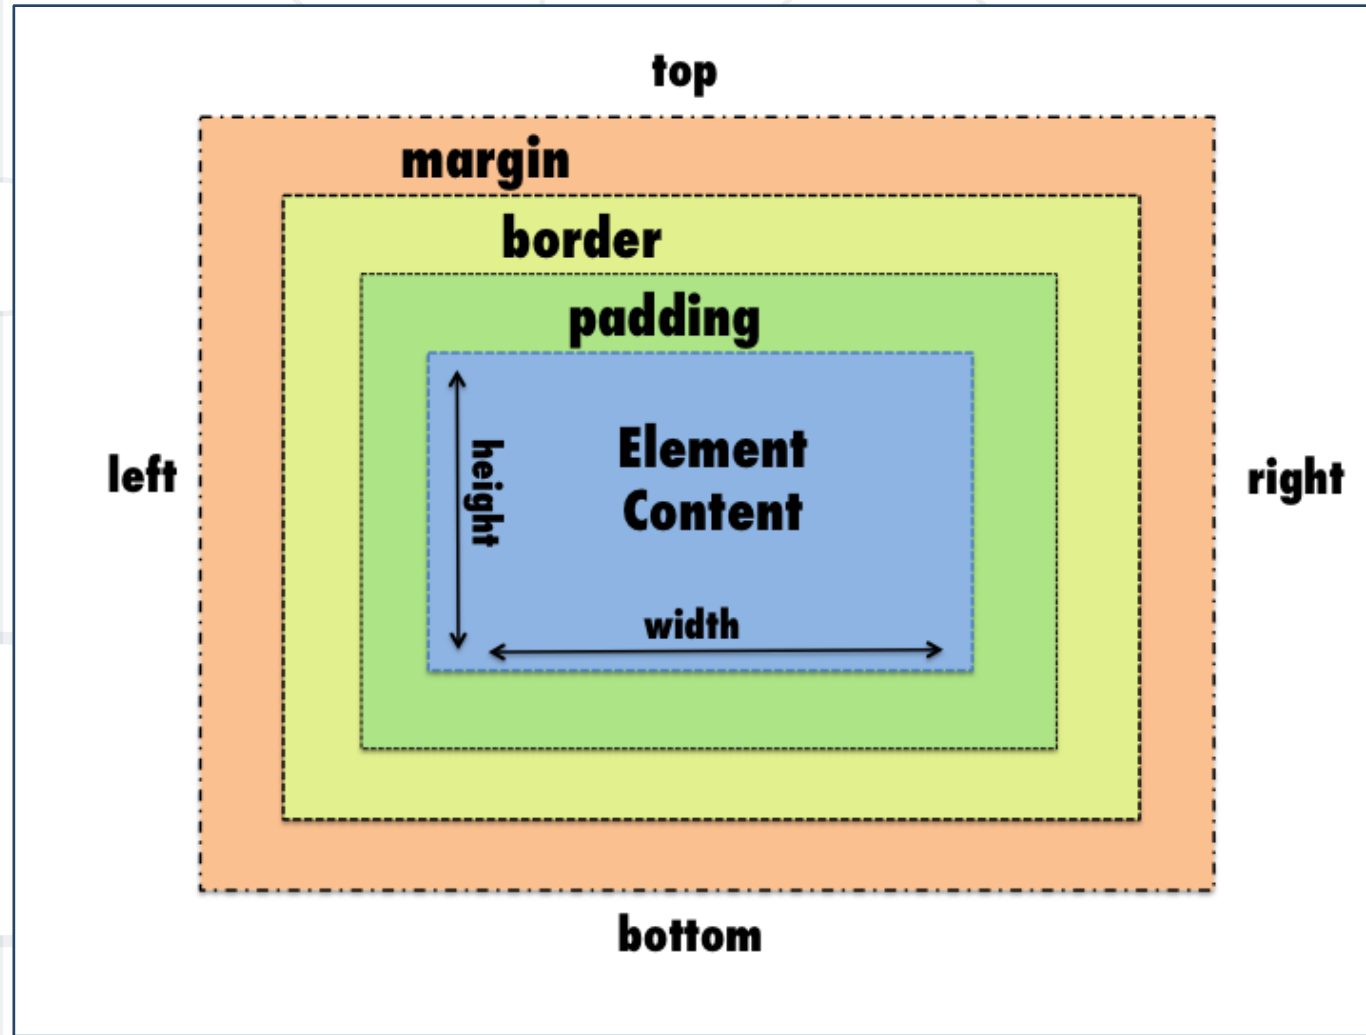 top
margin
border
padding
height
Element
Content
left
right
width
bottom